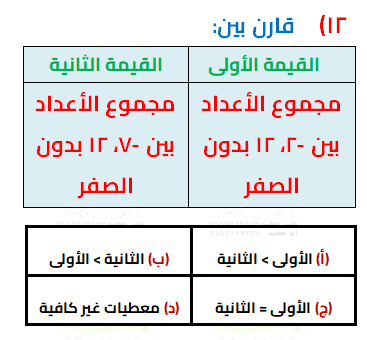 ١٢) قارن بين:
القيمة الأولى القيمة الثانية
مجموع الأعداد مجموع الأعداد
بين -٢، ١٢ بدون بين -٧، ١٢ بدون
الصفر الصفر
(أ) الأولى > الثانية (ب) الثانية > الأولى
(ج) الأولى = الثانية (د) معطيات غير كافية